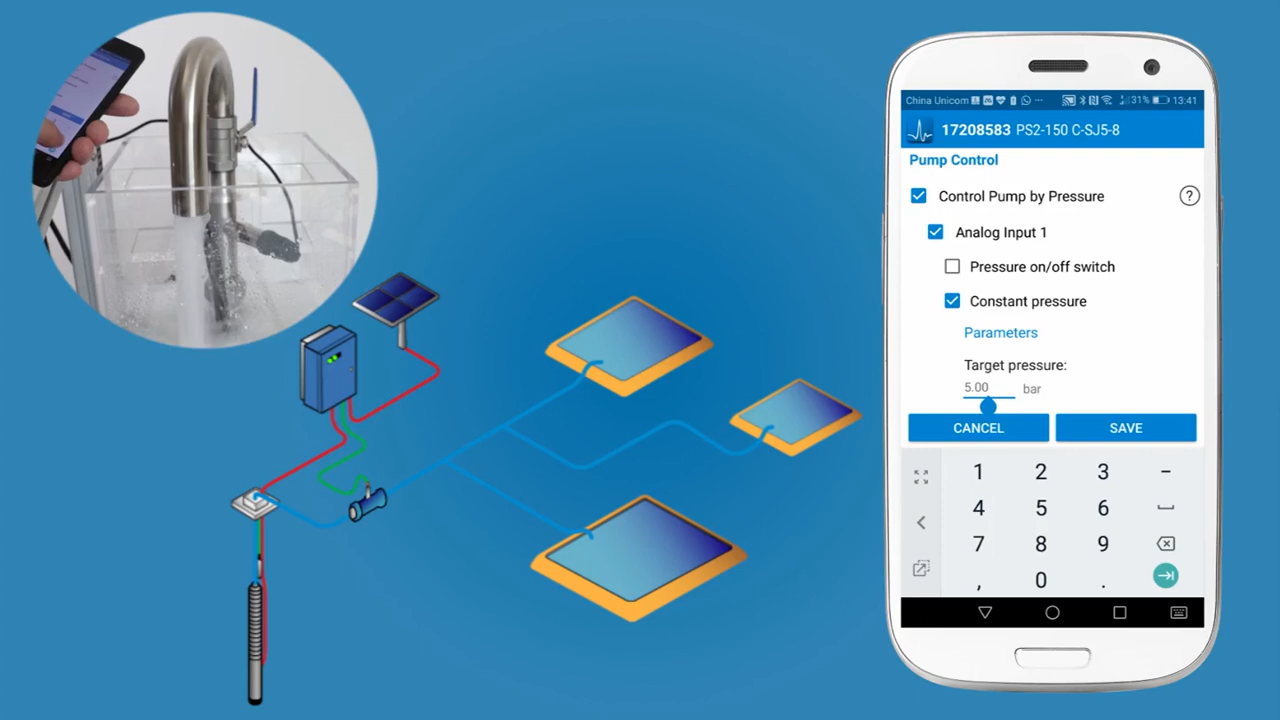 China Unicom 31% 13:41
17208583 PS2-150 C-SJ5-8
Pump Control
Control Pump by Pressure ?
Analog Input 1
Pressure on/off switch
Constant pressure
Parameters
Target pressure:
5.00 bar
CANCEL SAVE
1 2 3 -
4 5 6
7 8 9
, 0 .